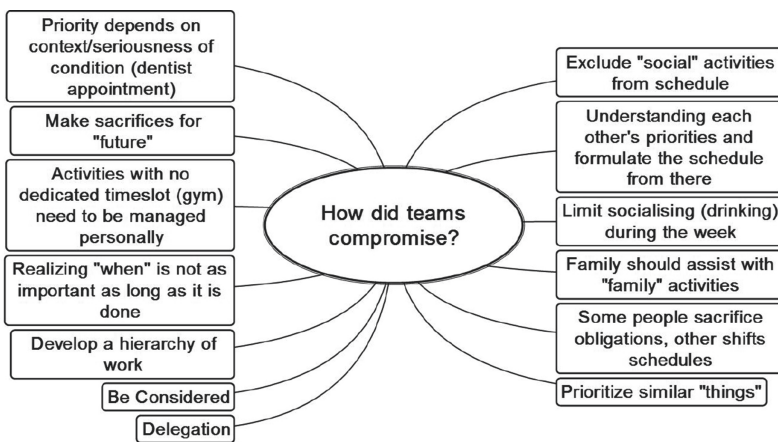 Priority depends on
context/seriousness of
condition (dentist
appointment)
Make sacrifices for
"future"
Activities with no
dedicated timeslot (gym)
need to be managed
personally
Realizing "when" is not as
important as long as it is
done
Develop a hierarchy of
work
Be Considered
Delegation
How did teams
compromise?
Exclude "social" activities
from schedule
Understanding each
other's priorities and
formulate the schedule
from there
Limit socialising (drinking)
during the week
Family should assist with
"family" activities
Some people sacrifice
obligations, other shifts
schedules
Prioritize similar "things"